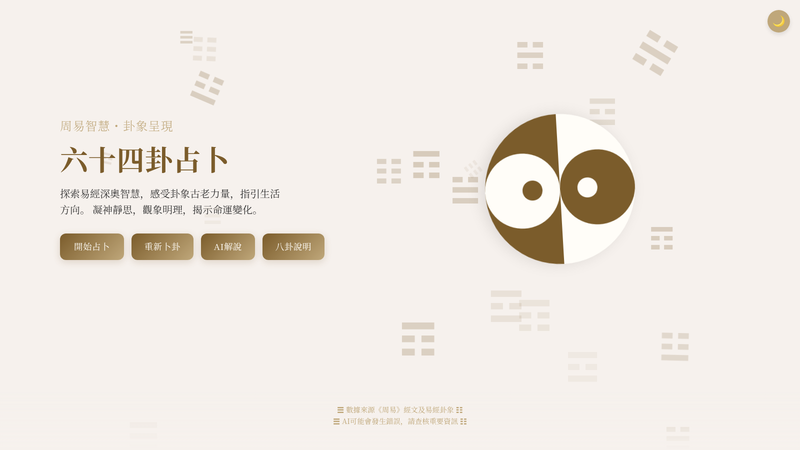 周易智慧・卦象呈現
六十四卦占卜
探索易經深奧智慧，感受卦象古老力量，指引生活
方向。 凝神靜思，觀象明理，揭示命運變化。
開始占卜
重新卜卦
AI解說
八卦說明
☰ 數據來源《周易》經文及易經卦象 ☷
☰ AI可能會發生錯誤，請查核重要資訊 ☷